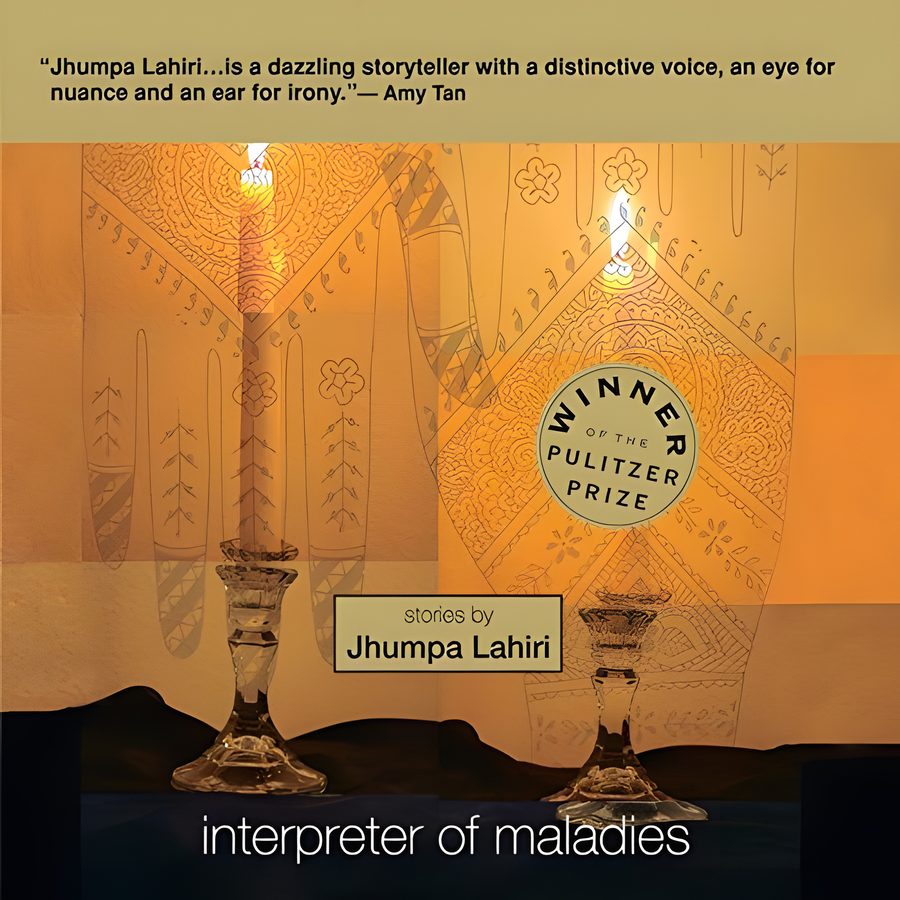 “Jhumpa Lahiri...is a dazzling storyteller with a distinctive voice, an eye for
nuance and an ear for irony.”— Amy Tan
WINNER
OF THE
PULITZER
PRIZE
stories by
Jhumpa Lahiri
interpreter of maladies